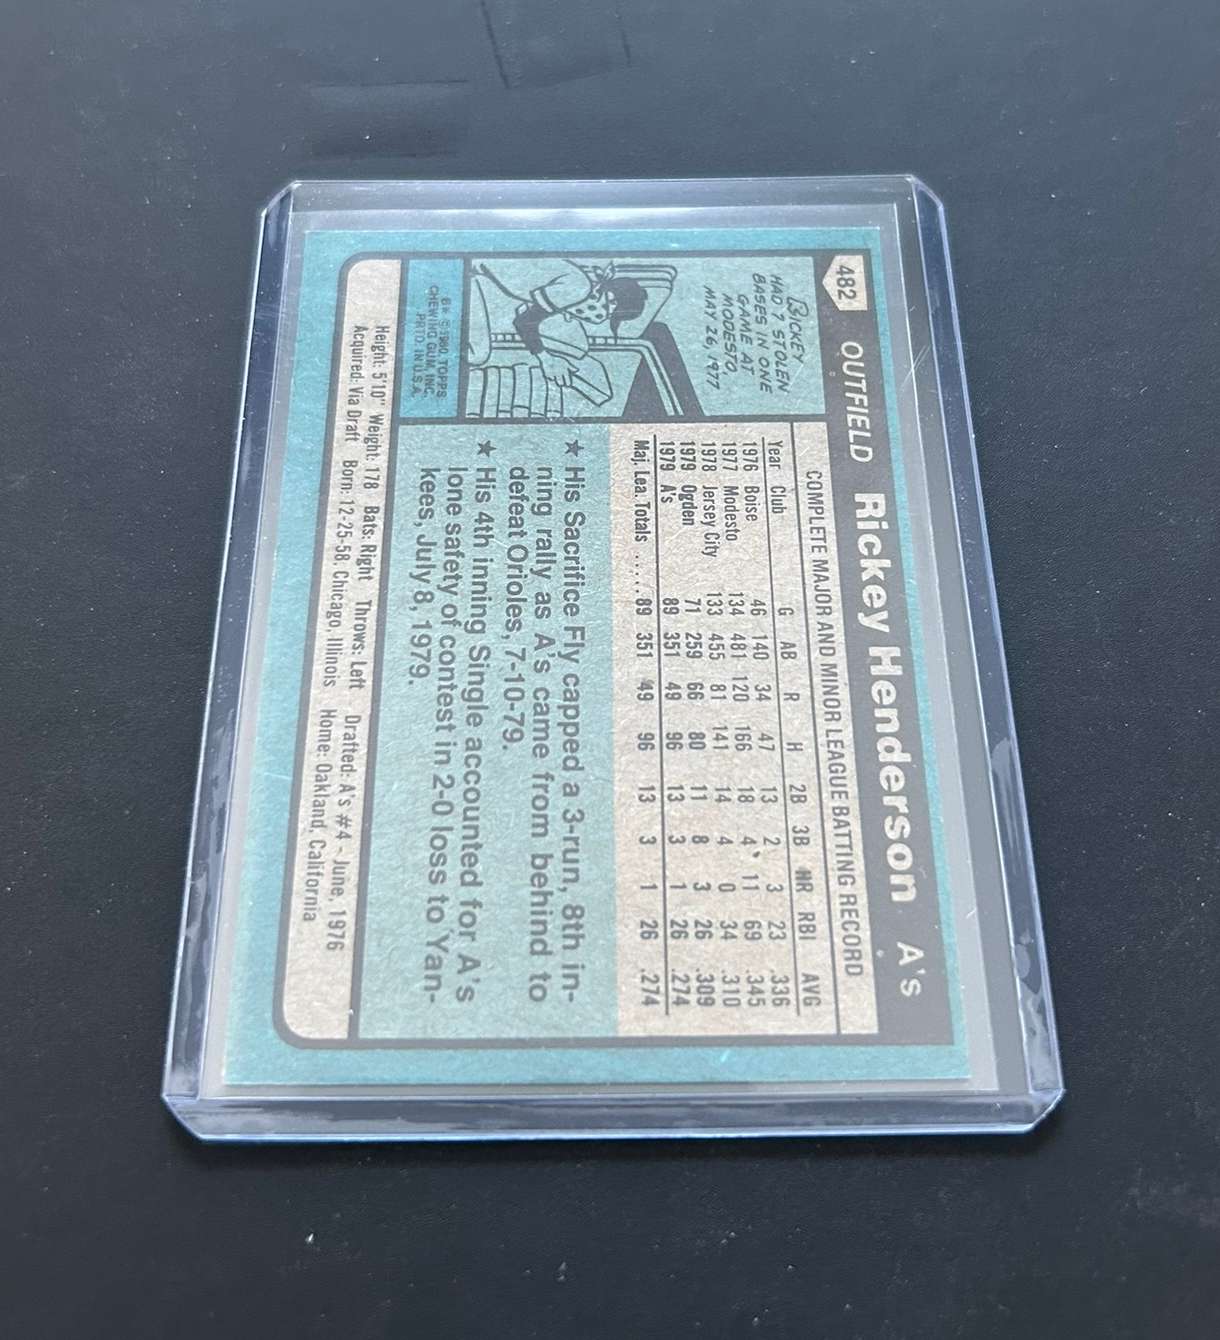 482 OUTFIELD Rickey Henderson A's
RICKEY
HAD 7 STOLEN
BASES IN ONE
GAME AT
MODESTO
MAY 26, 1977
COMPLETE MAJOR AND MINOR LEAGUE BATTING RECORD
Year Club G AB R H 2B 3B HR RBI AVG
1976 Boise 46 140 34 47 13 2 3 23 .336
1977 Modesto 134 481 120 166 18 4 11 69 .345
1978 Jersey City 133 455 81 141 14 4 0 34 .310
1979 Ogden 71 259 66 80 11 8 3 26 .309
1979 A's 89 351 49 96 13 3 1 26 .274
Maj. Lea. Totals ..... 89 351 49 96 13 3 1 26 .274
★ His Sacrifice Fly capped a 3-run, 8th in-
ning rally as A's came from behind to
defeat Orioles, 7-10-79.
★ His 4th inning Single accounted for A's
lone safety of contest in 2-0 loss to Yan-
kees, July 8, 1979.
© 1980 TOPPS
CHEWING GUM, INC.
PRTD. IN U.S.A.
Height: 5'10" Weight: 178 Bats: Right Throws: Left Drafted: A's #4 - June, 1976
Acquired: Via Draft Born: 12-25-58, Chicago, Illinois Home: Oakland, California